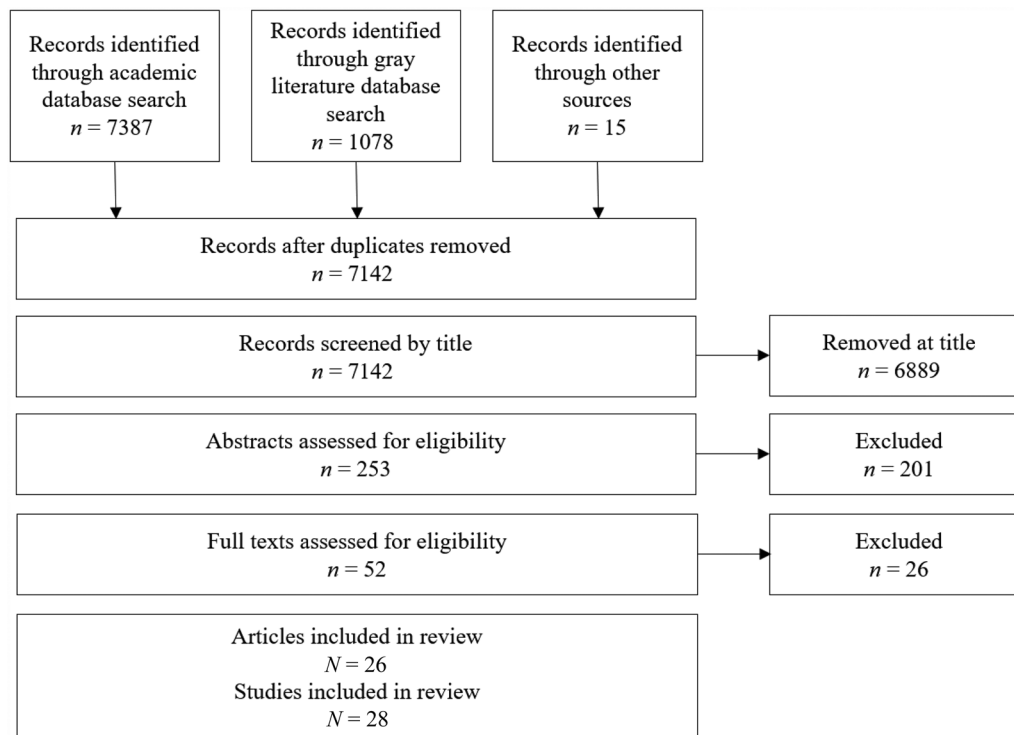 Records identified
through academic
database search
n = 7387
Records identified
through gray
literature database
search
n = 1078
Records identified
through other
sources
n = 15
Records after duplicates removed
n = 7142
Records screened by title
n = 7142
Removed at title
n = 6889
Abstracts assessed for eligibility
n = 253
Excluded
n = 201
Full texts assessed for eligibility
n = 52
Excluded
n = 26
Articles included in review
N = 26
Studies included in review
N = 28